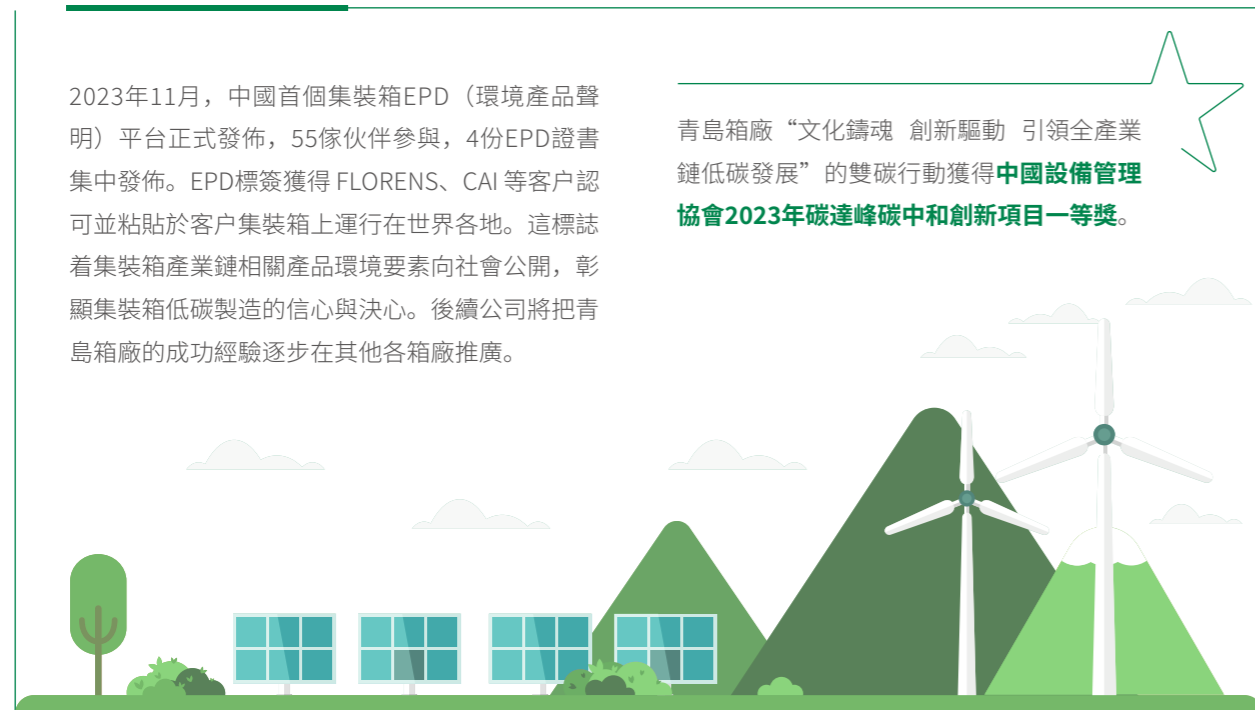 2023年11月，中國首個集裝箱EPD（環境產品聲
明）平台正式發佈，55傢伙伴參與，4份EPD證書
集中發佈。EPD標簽獲得 FLORENS、CAI 等客户認
可並粘貼於客户集裝箱上運行在世界各地。這標誌
着集裝箱產業鏈相關產品環境要素向社會公開，彰
顯集裝箱低碳製造的信心與決心。後續公司將把青
島箱廠的成功經驗逐步在其他各箱廠推廣。
青島箱廠“文化鑄魂 創新驅動 引領全產業
鏈低碳發展”的雙碳行動獲得中國設備管理
協會2023年碳達峰碳中和創新項目一等獎。